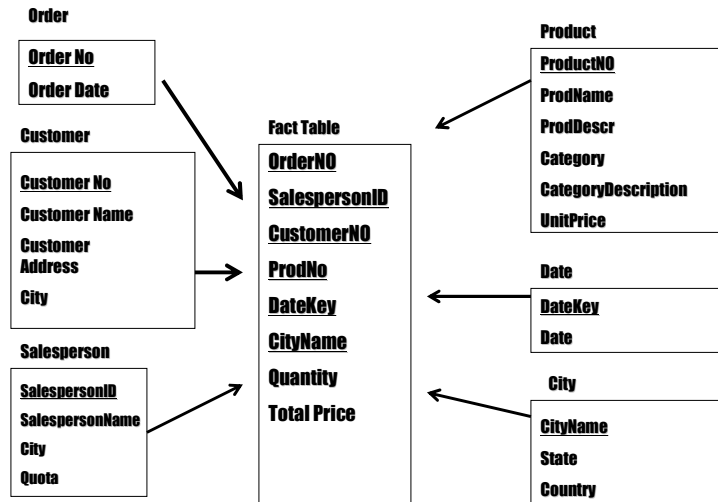 Order
Order No
Order Date
Customer
Customer No
Customer Name
Customer
Address
City
Salesperson
SalespersonID
SalespersonName
City
Quota
Fact Table
OrderNO
SalespersonID
CustomerNO
ProdNo
DateKey
CityName
Quantity
Total Price
Product
ProductNO
ProdName
ProdDescr
Category
CategoryDescription
UnitPrice
Date
DateKey
Date
City
CityName
State
Country